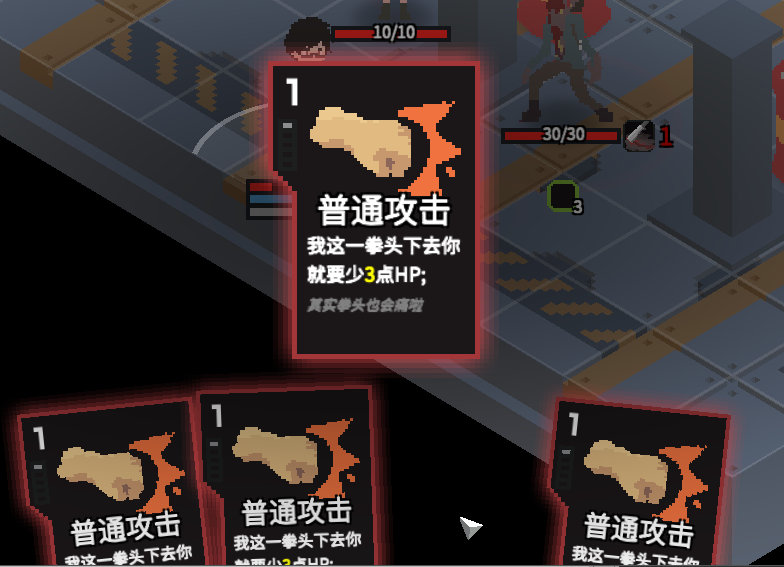 10/10
1
普通攻击
我这一拳头下去你
就要少3点HP;
其实拳头也会痛啦
30/30
1
3
1
普通攻击
我这一拳头下去你
1
普通攻击
我这一拳头下去你
就要少3点HP;
1
普通攻击
我这一拳头下去你